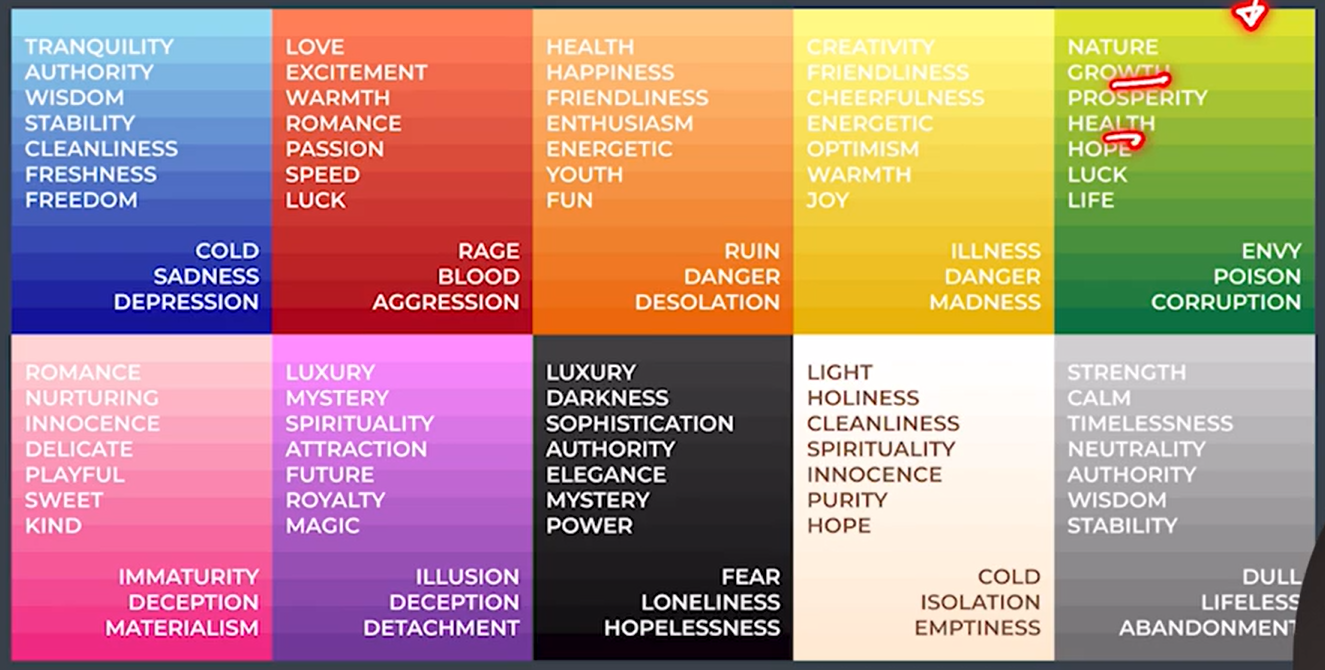 TRANQUILITY
AUTHORITY
WISDOM
STABILITY
CLEANLINESS
FRESHNESS
FREEDOM
COLD
SADNESS
DEPRESSION
LOVE
EXCITEMENT
WARMTH
ROMANCE
PASSION
SPEED
LUCK
RAGE
BLOOD
AGGRESSION
HEALTH
HAPPINESS
FRIENDLINESS
ENTHUSIASM
ENERGETIC
YOUTH
FUN
RUIN
DANGER
DESOLATION
CREATIVITY
FRIENDLINESS
CHEERFULNESS
ENERGETIC
OPTIMISM
WARMTH
JOY
ILLNESS
DANGER
MADNESS
NATURE
GROWTH
PROSPERITY
HEALTH
HOPE
LUCK
LIFE
ENVY
POISON
CORRUPTION
ROMANCE
NURTURING
INNOCENCE
DELICATE
PLAYFUL
SWEET
KIND
IMMATURITY
DECEPTION
MATERIALISM
LUXURY
MYSTERY
SPIRITUALITY
ATTRACTION
FUTURE
ROYALTY
MAGIC
ILLUSION
DECEPTION
DETACHMENT
LUXURY
DARKNESS
SOPHISTICATION
AUTHORITY
ELEGANCE
MYSTERY
POWER
FEAR
LONELINESS
HOPELESSNESS
LIGHT
HOLINESS
CLEANLINESS
SPIRITUALITY
INNOCENCE
PURITY
HOPE
COLD
ISOLATION
EMPTINESS
STRENGTH
CALM
TIMELESSNESS
NEUTRALITY
AUTHORITY
WISDOM
STABILITY
DULL
LIFELESS
ABANDONMENT